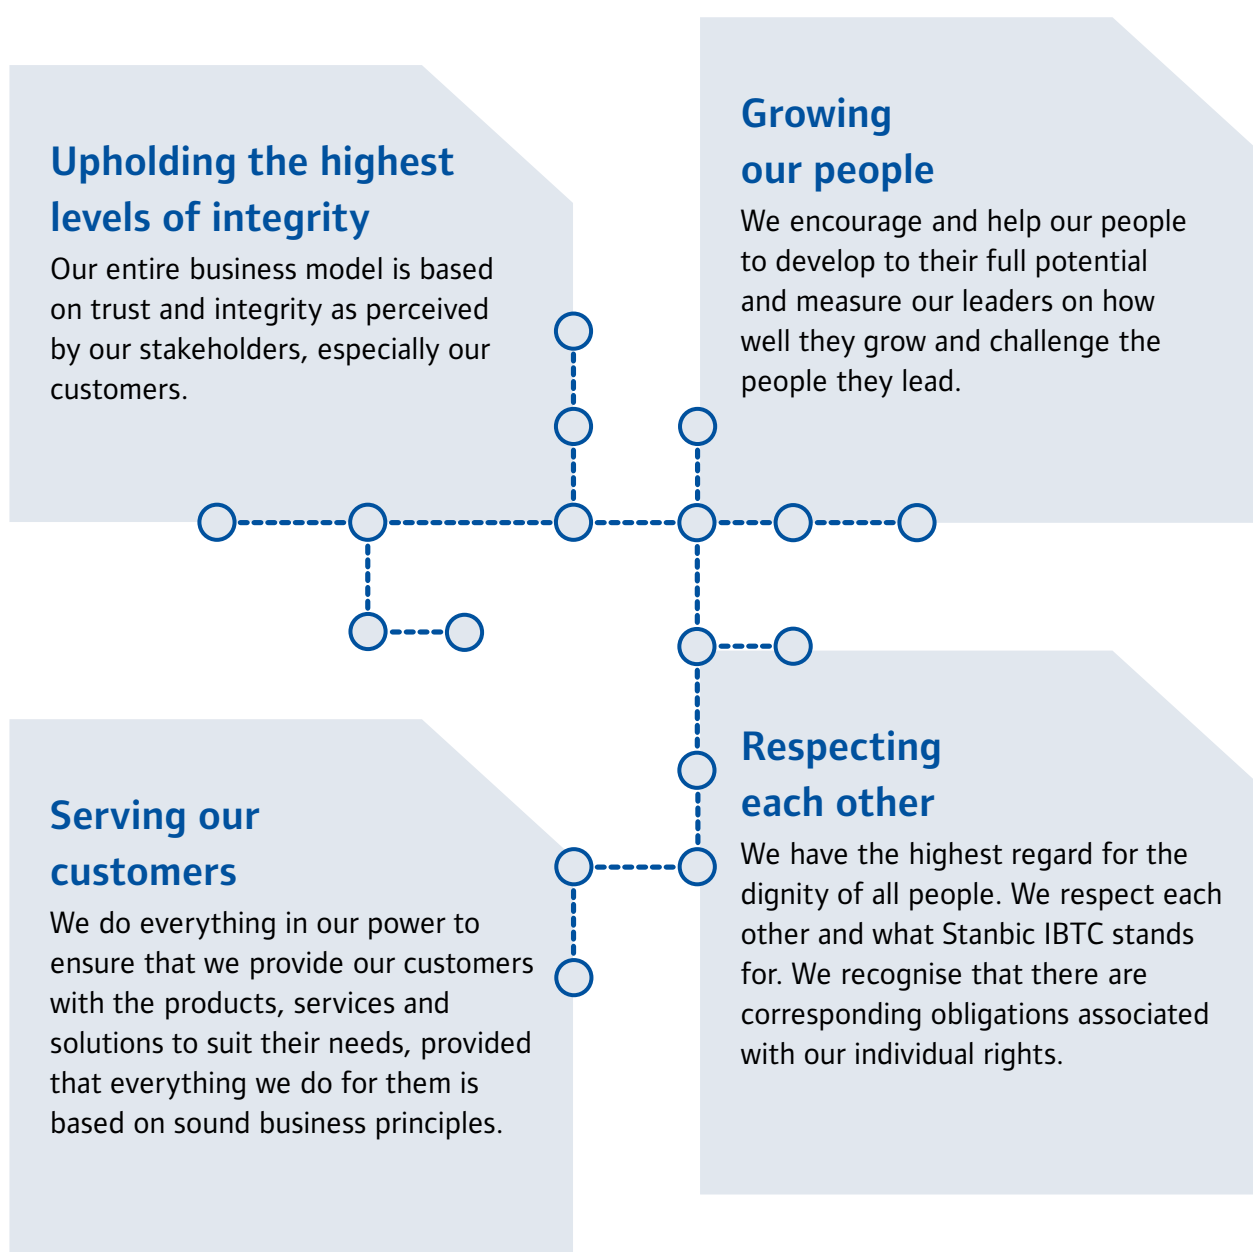 Upholding the highest
levels of integrity
Our entire business model is based
on trust and integrity as perceived
by our stakeholders, especially our
customers.
Growing
our people
We encourage and help our people
to develop to their full potential
and measure our leaders on how
well they grow and challenge the
people they lead.
Serving our
customers
We do everything in our power to
ensure that we provide our customers
with the products, services and
solutions to suit their needs, provided
that everything we do for them is
based on sound business principles.
Respecting
each other
We have the highest regard for the
dignity of all people. We respect each
other and what Stanbic IBTC stands
for. We recognise that there are
corresponding obligations associated
with our individual rights.